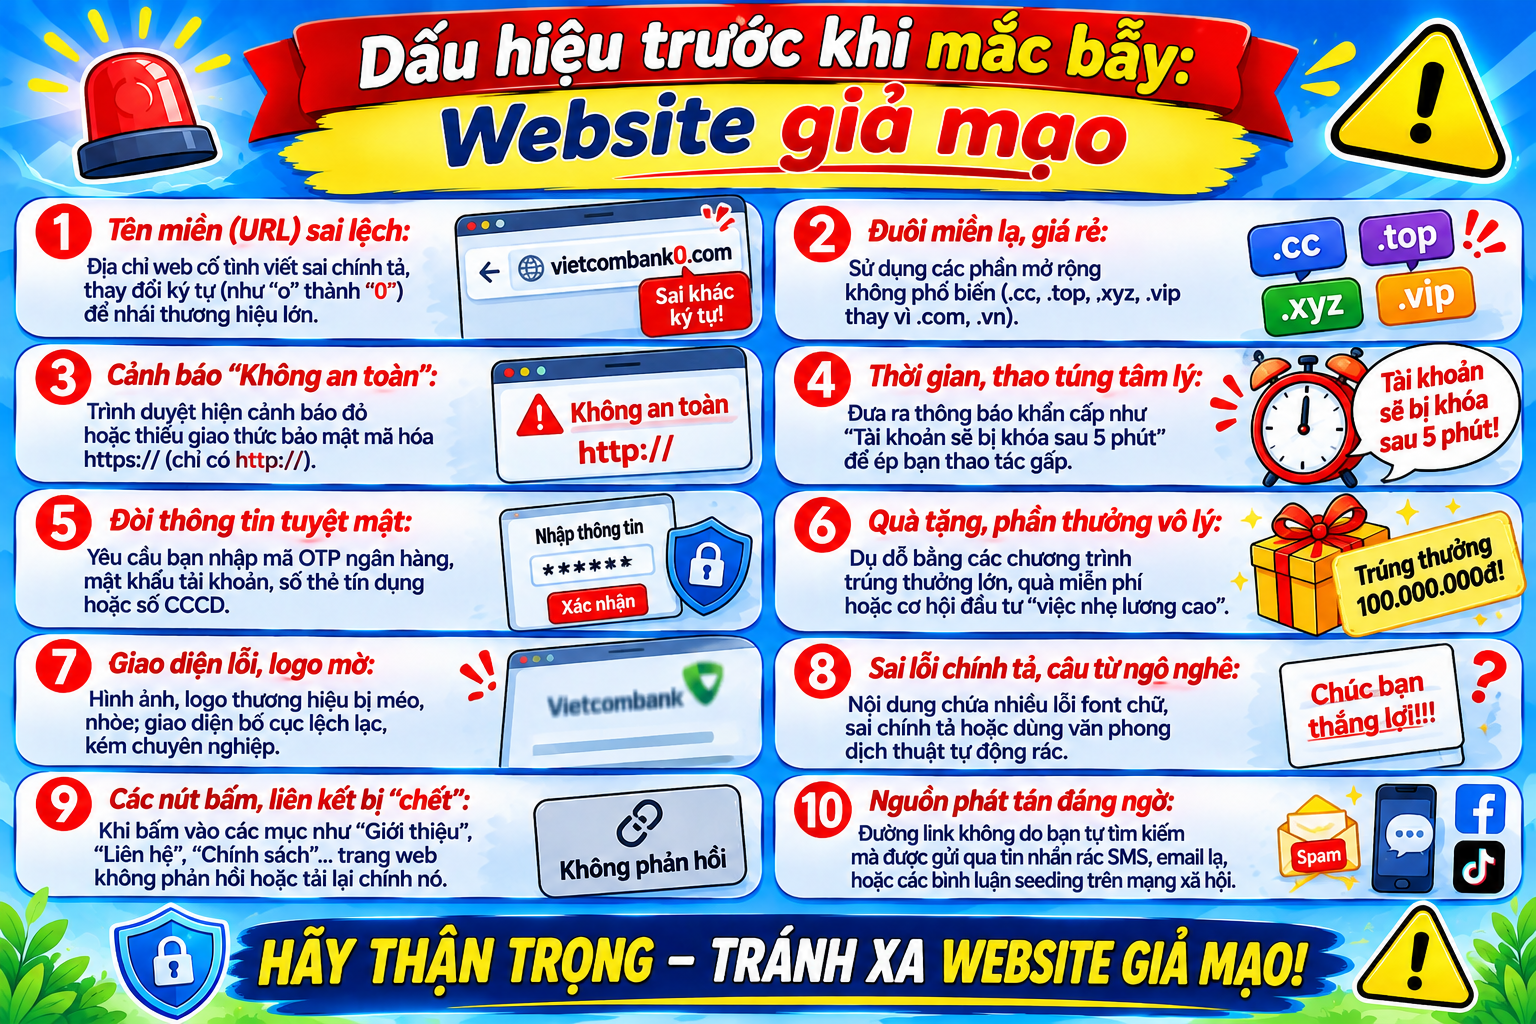 Dấu hiệu trước khi mắc bẫy:
Website giả mạo
1
Tên miền (URL) sai lệch:
Địa chỉ web cố tình viết sai chính tả,
thay đổi ký tự (như “o” thành “0”)
để nhái thương hiệu lớn.
vietcombank0.com
Sai khác
ký tự!
2
Đuôi miền lạ, giá rẻ:
Sử dụng các phần mở rộng
không phổ biến (.cc, .top, .xyz, .vip
thay vì .com, .vn).
.cc
.top
.xyz
.vip
3
Cảnh báo “Không an toàn”:
Trình duyệt hiện cảnh báo đỏ
hoặc thiếu giao thức bảo mật mã hóa
https:// (chỉ có http://).
Không an toàn
http://
4
Thời gian, thao túng tâm lý:
Đưa ra thông báo khẩn cấp như
“Tài khoản sẽ bị khóa sau 5 phút”
để ép bạn thao tác gấp.
Tài khoản
sẽ bị khóa
sau 5 phút!
5
Đòi thông tin tuyệt mật:
Yêu cầu bạn nhập mã OTP ngân hàng,
mật khẩu tài khoản, số thẻ tín dụng
hoặc số CCCD.
Nhập thông tin
******
Xác nhận
6
Quà tặng, phần thưởng vô lý:
Dụ dỗ bằng các chương trình
trúng thưởng lớn, quà miễn phí
hoặc cơ hội đầu tư “việc nhẹ lương cao”.
Trúng thưởng
100.000.000đ!
7
Giao diện lỗi, logo mờ:
Hình ảnh, logo thương hiệu bị méo,
nhòe; giao diện bố cục lệch lạc,
kém chuyên nghiệp.
Vietcombank
8
Sai lỗi chính tả, câu từ ngô nghê:
Nội dung chứa nhiều lỗi font chữ,
sai chính tả hoặc dùng văn phong
dịch thuật tự động rác.
Chúc bạn
thắng lợi!!!
?
9
Các nút bấm, liên kết bị “chết”:
Khi bấm vào các mục như “Giới thiệu”,
“Liên hệ”, “Chính sách”... trang web
không phản hồi hoặc tải lại chính nó.
Không phản hồi
10
Nguồn phát tán đáng ngờ:
Đường link không do bạn tự tìm kiếm
mà được gửi qua tin nhắn rác SMS, email lạ,
hoặc các bình luận seeding trên mạng xã hội.
Spam
HÃY THẬN TRỌNG – TRÁNH XA WEBSITE GIẢ MẠO!